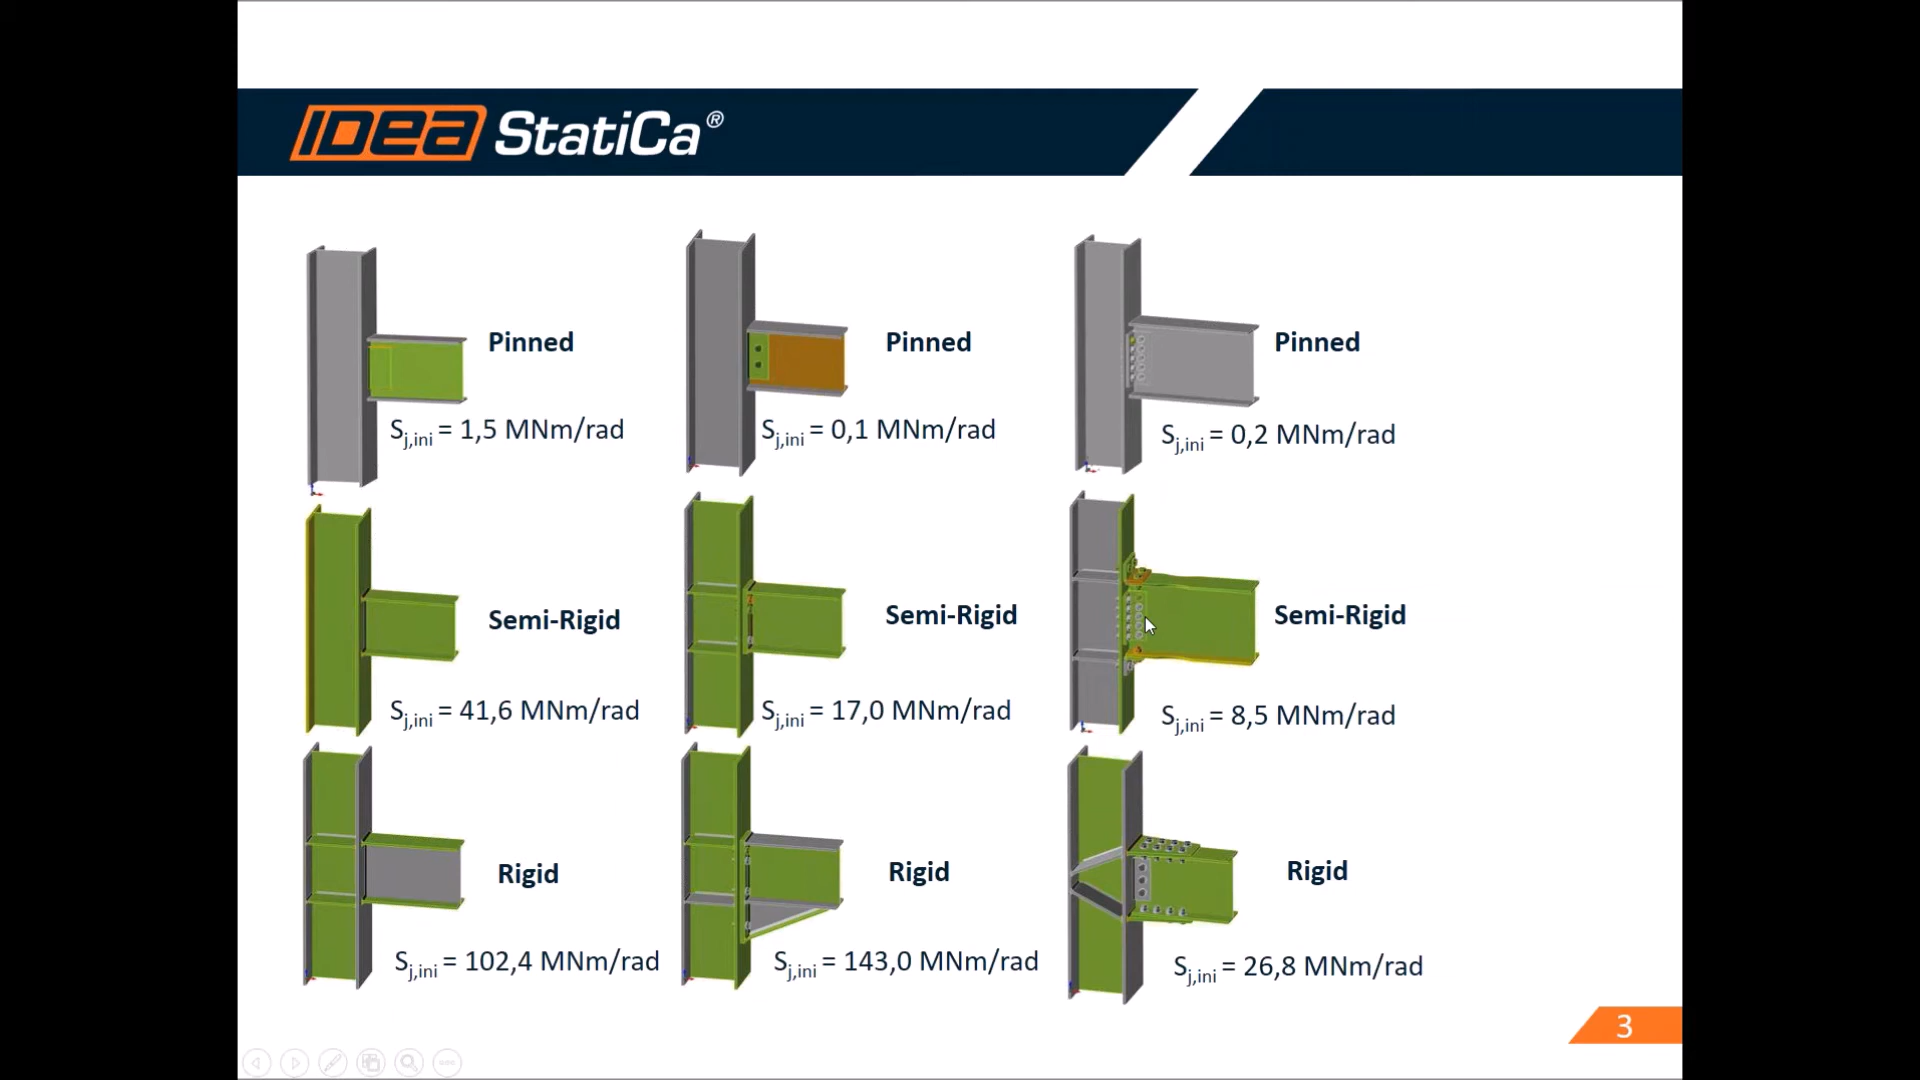 IDEA StatiCa®
Pinned Pinned Pinned
Sj,ini = 1,5 MNm/rad Sj,ini = 0,1 MNm/rad Sj,ini = 0,2 MNm/rad
Semi-Rigid Semi-Rigid Semi-Rigid
Sj,ini = 41,6 MNm/rad Sj,ini = 17,0 MNm/rad Sj,ini = 8,5 MNm/rad
Rigid Rigid Rigid
Sj,ini = 102,4 MNm/rad Sj,ini = 143,0 MNm/rad Sj,ini = 26,8 MNm/rad
3